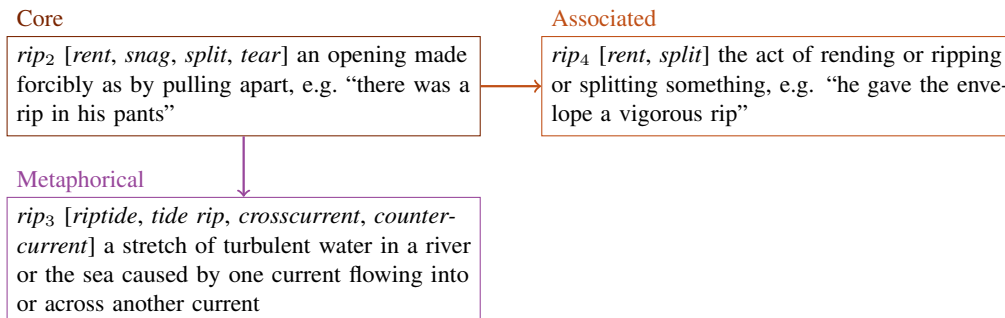 Core
rip₂ [rent, snag, split, tear] an opening made
forcibly as by pulling apart, e.g. “there was a
rip in his pants”
Associated
rip₄ [rent, split] the act of rending or ripping
or splitting something, e.g. “he gave the enve-
lope a vigorous rip”
Metaphorical
rip₃ [riptide, tide rip, crosscurrent, counter-
current] a stretch of turbulent water in a river
or the sea caused by one current flowing into
or across another current